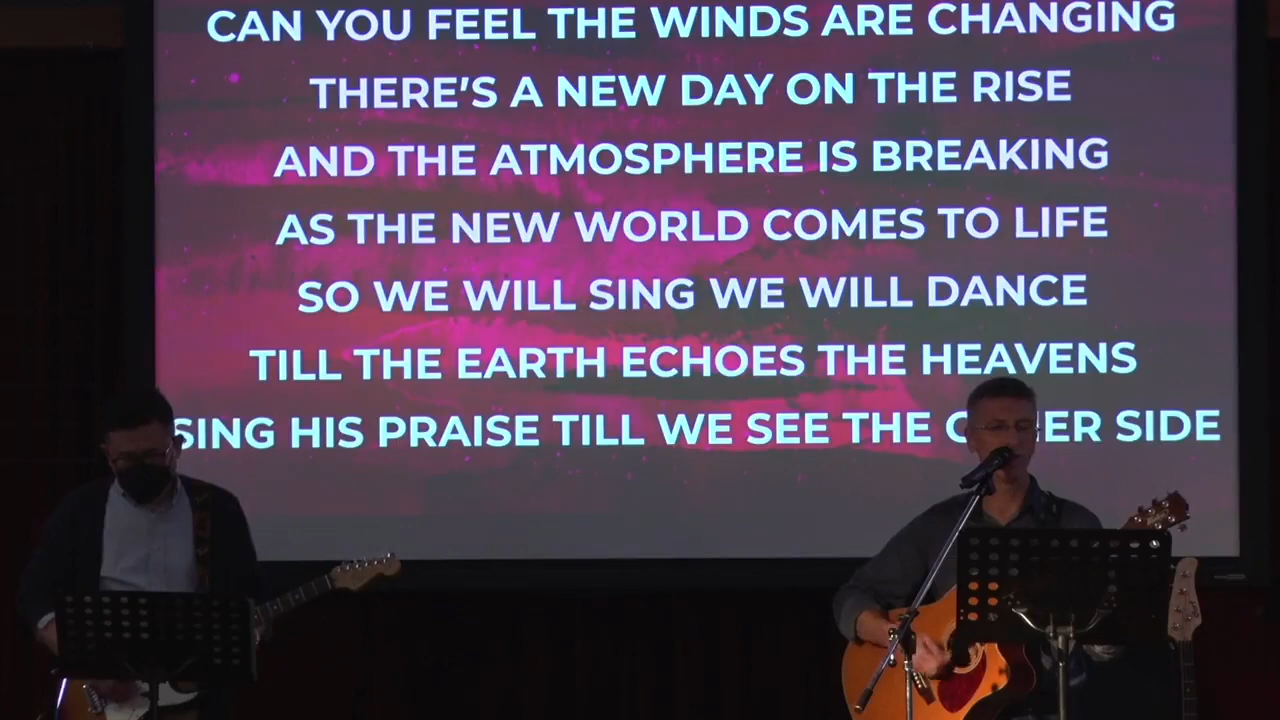 CAN YOU FEEL THE WINDS ARE CHANGING
THERE'S A NEW DAY ON THE RISE
AND THE ATMOSPHERE IS BREAKING
AS THE NEW WORLD COMES TO LIFE
SO WE WILL SING WE WILL DANCE
TILL THE EARTH ECHOES THE HEAVENS
SING HIS PRAISE TILL WE SEE THE OTHER SIDE